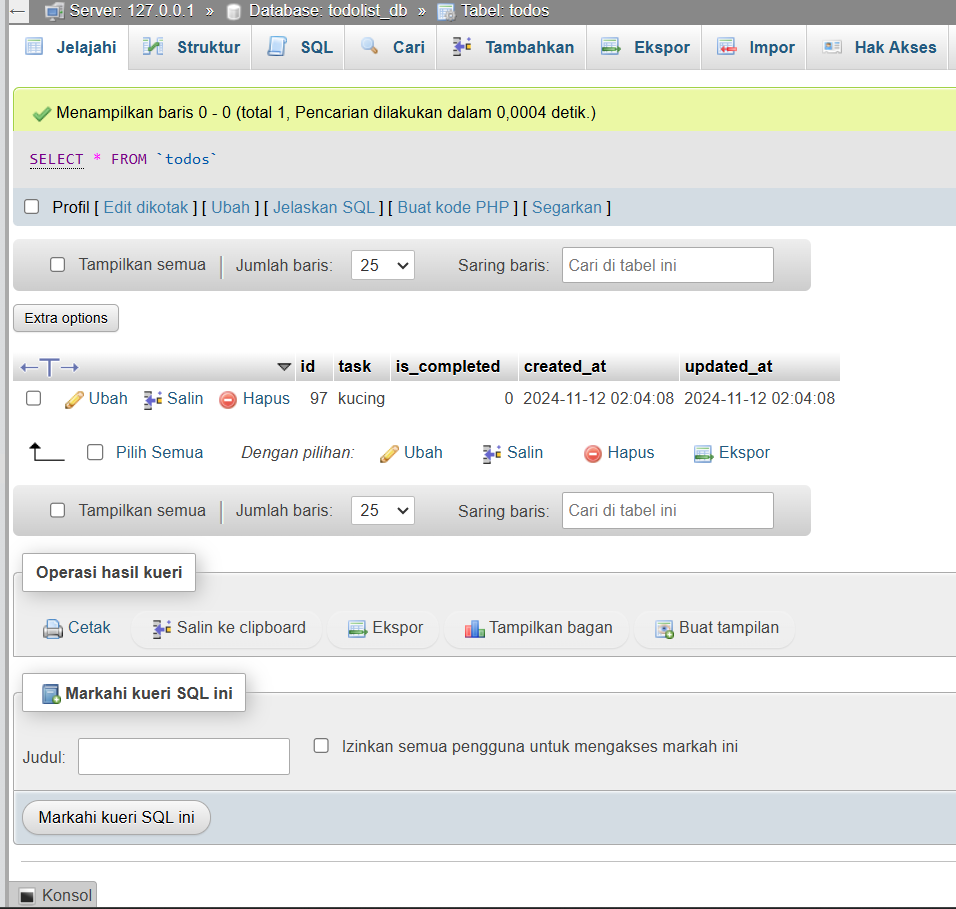 Server: 127.0.0.1 » Database: todolist_db » Tabel: todos
Jelajahi Struktur SQL Cari Tambahkan Ekspor Impor Hak Akses
Menampilkan baris 0 - 0 (total 1, Pencarian dilakukan dalam 0,0004 detik.)
SELECT * FROM `todos`
Profil [ Edit dikotak ] [ Ubah ] [ Jelaskan SQL ] [ Buat kode PHP ] [ Segarkan ]
Tampilkan semua Jumlah baris: 25 Saring baris: Cari di tabel ini
Extra options
id task is_completed created_at updated_at
Ubah Salin Hapus 97 kucing 0 2024-11-12 02:04:08 2024-11-12 02:04:08
Pilih Semua Dengan pilihan: Ubah Salin Hapus Ekspor
Tampilkan semua Jumlah baris: 25 Saring baris: Cari di tabel ini
Operasi hasil kueri
Cetak Salin ke clipboard Ekspor Tampilkan bagan Buat tampilan
Markahi kueri SQL ini
Judul: Izinkan semua pengguna untuk mengakses markah ini
Markahi kueri SQL ini
Konsol